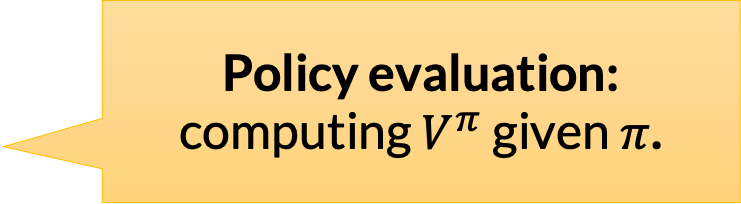 Policy evaluation:
computing 𝑉^𝜋 given 𝜋.